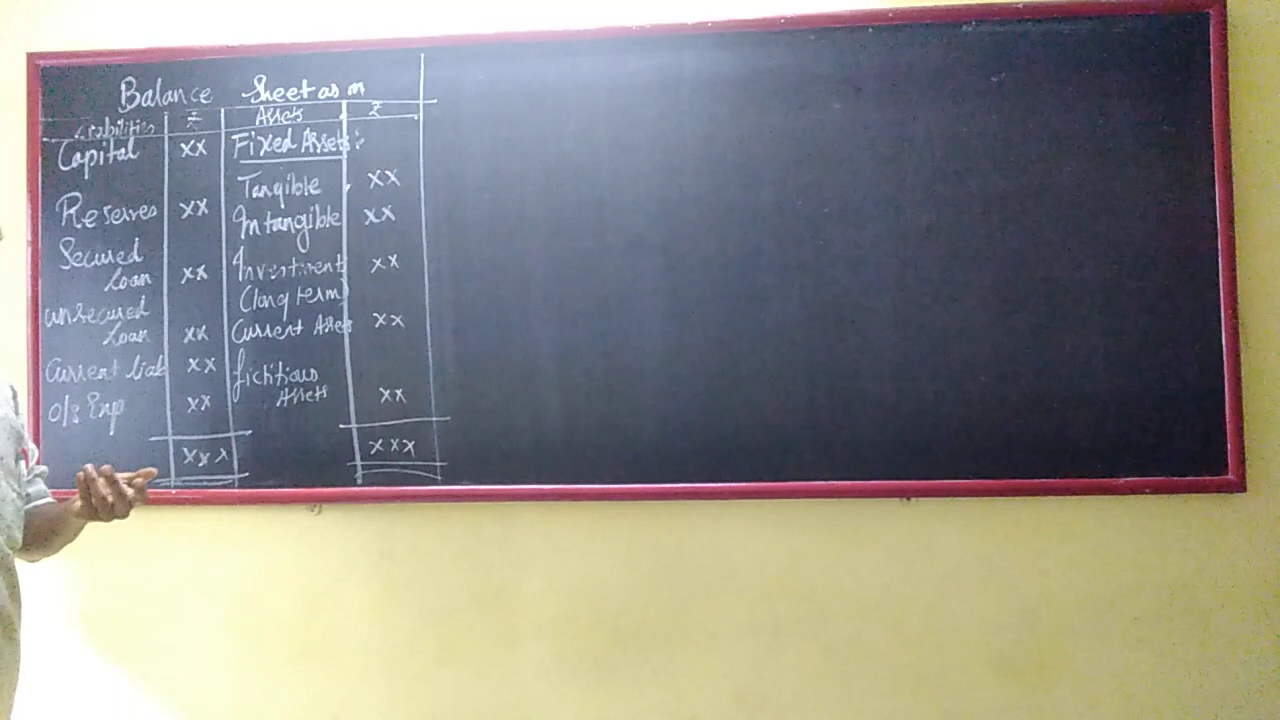 Balance Sheet as on
Liabilities ₹ Assets ₹
Capital xx Fixed Assets:
Tangible xx
Reserves xx Intangible xx
Secured Investment xx
Loan xx (long term)
unsecured
Loan xx Current Assets xx
Current liab xx fictitious
o/s Exp xx Assets xx
xxx xxx